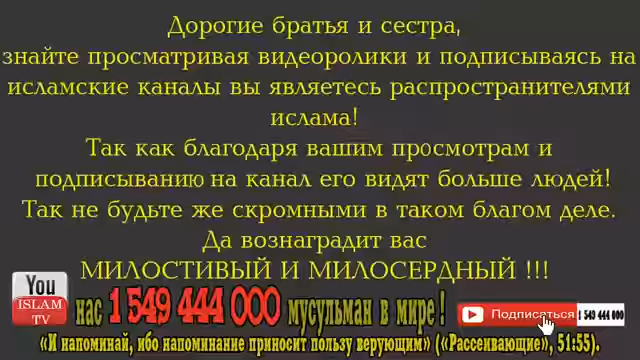 Дорогие братья и сестра,
знайте просматривая видеоролики и подписываясь на
исламские каналы вы являетесь распространителями
ислама!
Так как благодаря вашим просмотрам и
подписыванию на канал его видят больше людей!
Так не будьте же скромными в таком благом деле.
Да вознаградит вас
МИЛОСТИВЫЙ И МИЛОСЕРДНЫЙ !!!
You
ISLAM
TV
нас 1 549 444 000 мусульман в мире!
Подписаться
1 549 444 000
«И напоминай, ибо напоминание приносит пользу верующим» («Рассеивающие», 51:55).